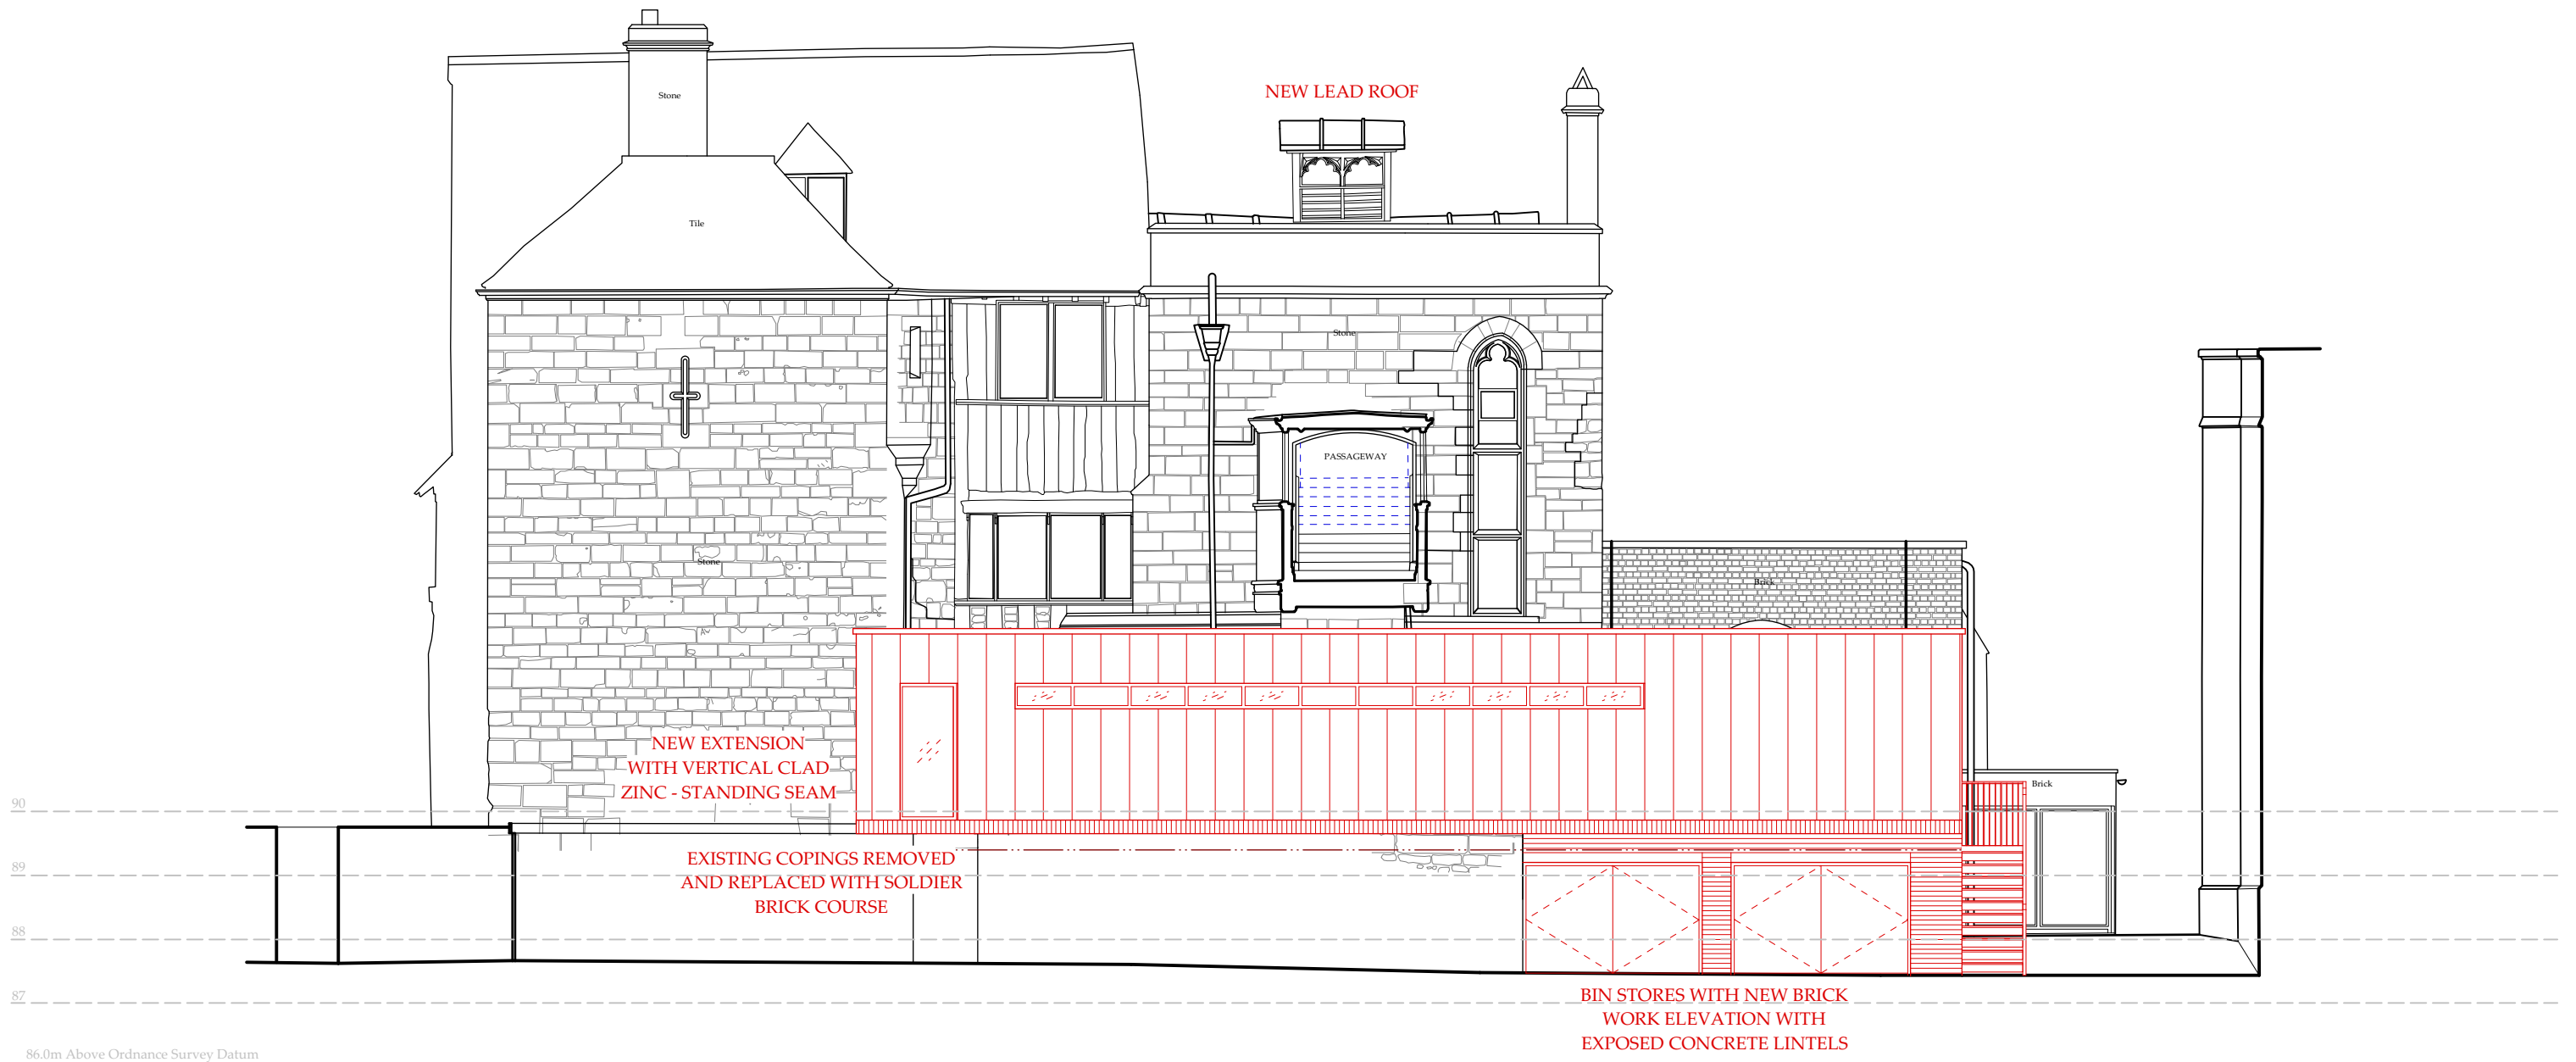 NEW LEAD ROOF
Stone
Tile
Stone
PASSAGEWAY
Stone
Brick
NEW EXTENSION
WITH VERTICAL CLAD
ZINC - STANDING SEAM
Brick
90
EXISTING COPINGS REMOVED
AND REPLACED WITH SOLDIER
BRICK COURSE
89
88
87
BIN STORES WITH NEW BRICK
WORK ELEVATION WITH
EXPOSED CONCRETE LINTELS
86.0m Above Ordnance Survey Datum